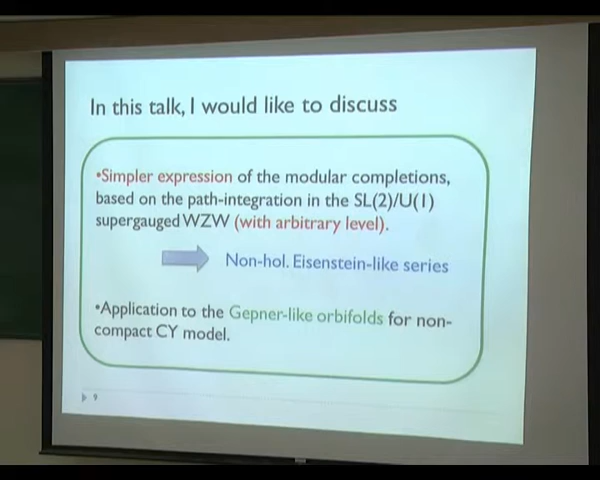 In this talk, I would like to discuss
•Simpler expression of the modular completions,
based on the path-integration in the SL(2)/U(1)
supergauged WZW (with arbitrary level).
Non-hol. Eisenstein-like series
•Application to the Gepner-like orbifolds for non-
compact CY model.
9